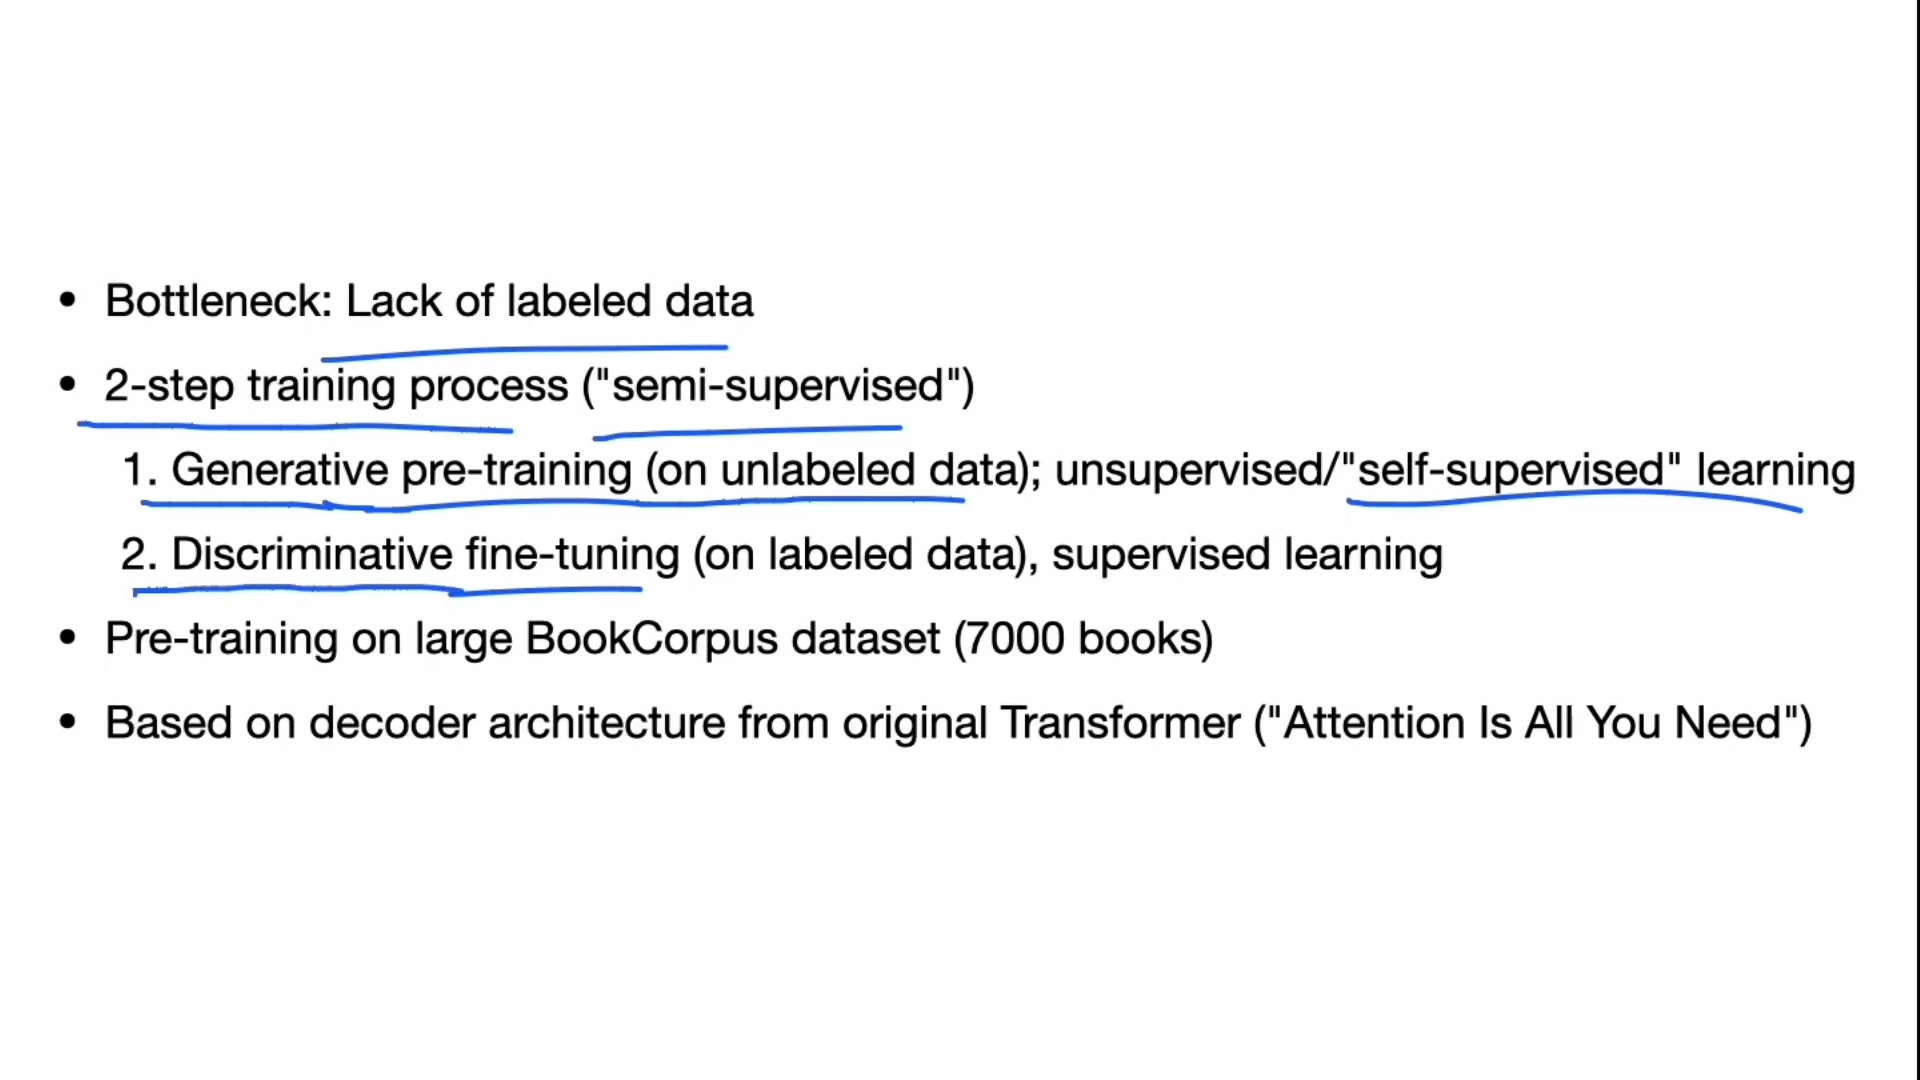 • Bottleneck: Lack of labeled data
• 2-step training process ("semi-supervised")
1. Generative pre-training (on unlabeled data); unsupervised/"self-supervised" learning
2. Discriminative fine-tuning (on labeled data), supervised learning
• Pre-training on large BookCorpus dataset (7000 books)
• Based on decoder architecture from original Transformer ("Attention Is All You Need")